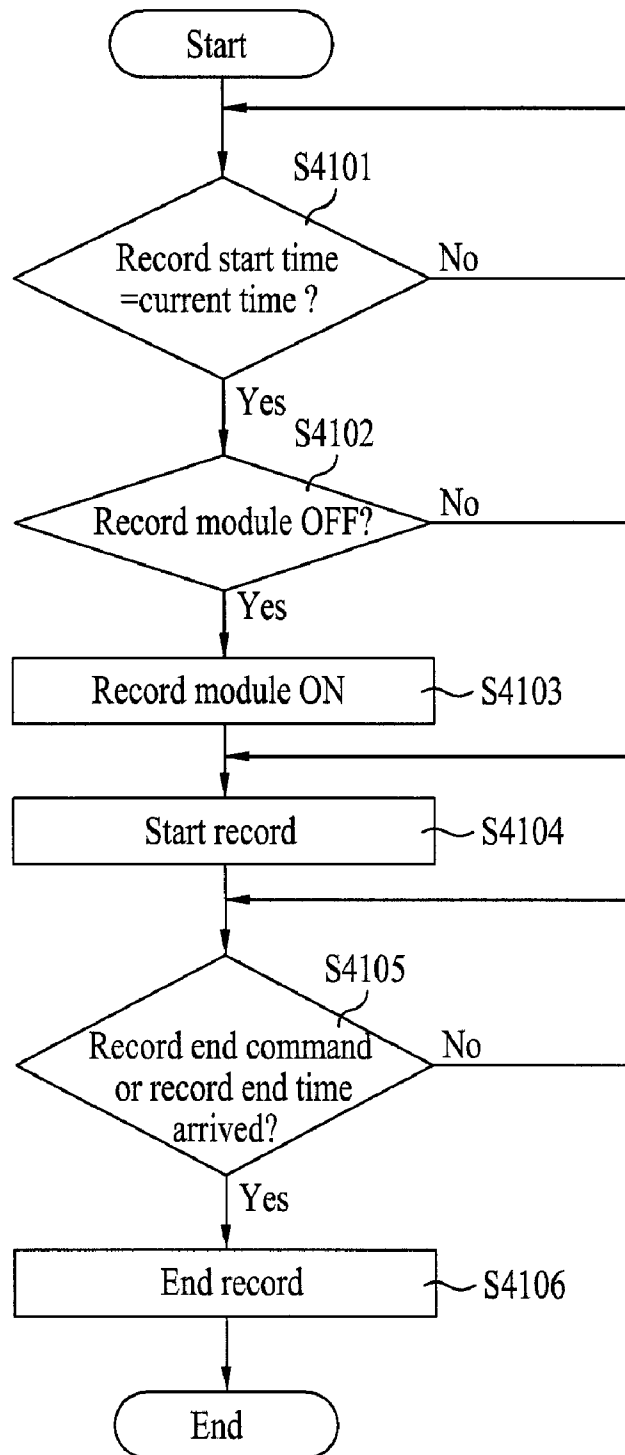 Start
S4101
Record start time
=current time ?
No
Yes
S4102
Record module OFF?
No
Yes
Record module ON
S4103
Start record
S4104
S4105
Record end command
or record end time
arrived?
No
Yes
End record
S4106
End